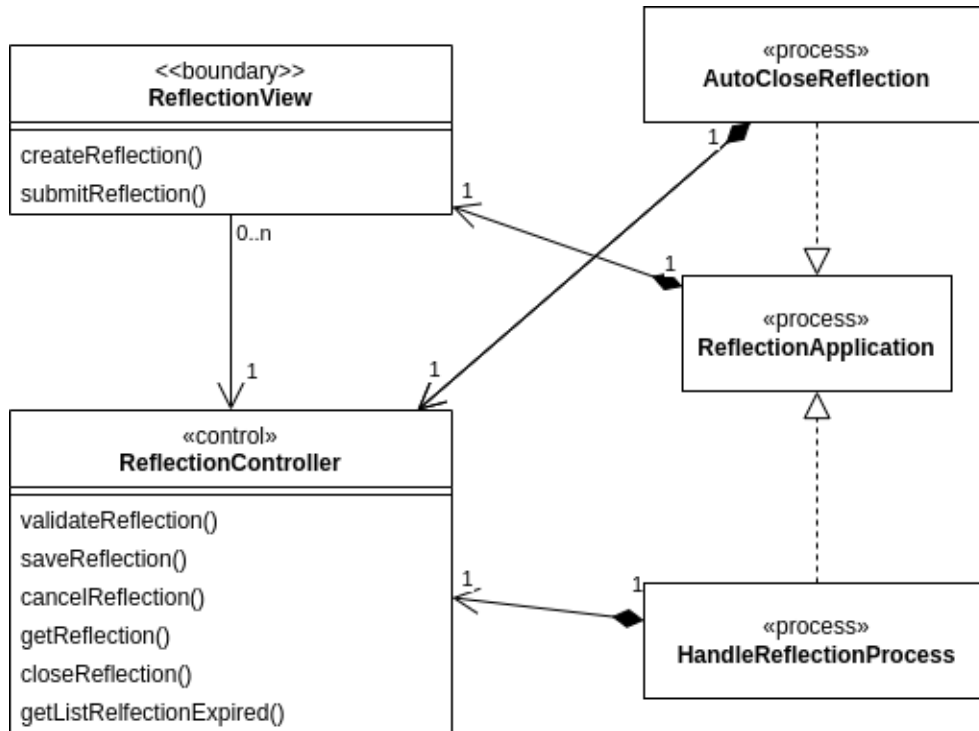 <<boundary>>
ReflectionView
createReflection()
submitReflection()
0..n
1
«control»
ReflectionController
validateReflection()
saveReflection()
cancelReflection()
getReflection()
closeReflection()
getListRelfectionExpired()
«process»
AutoCloseReflection
1
1
1
1
«process»
ReflectionApplication
1
1
«process»
HandleReflectionProcess